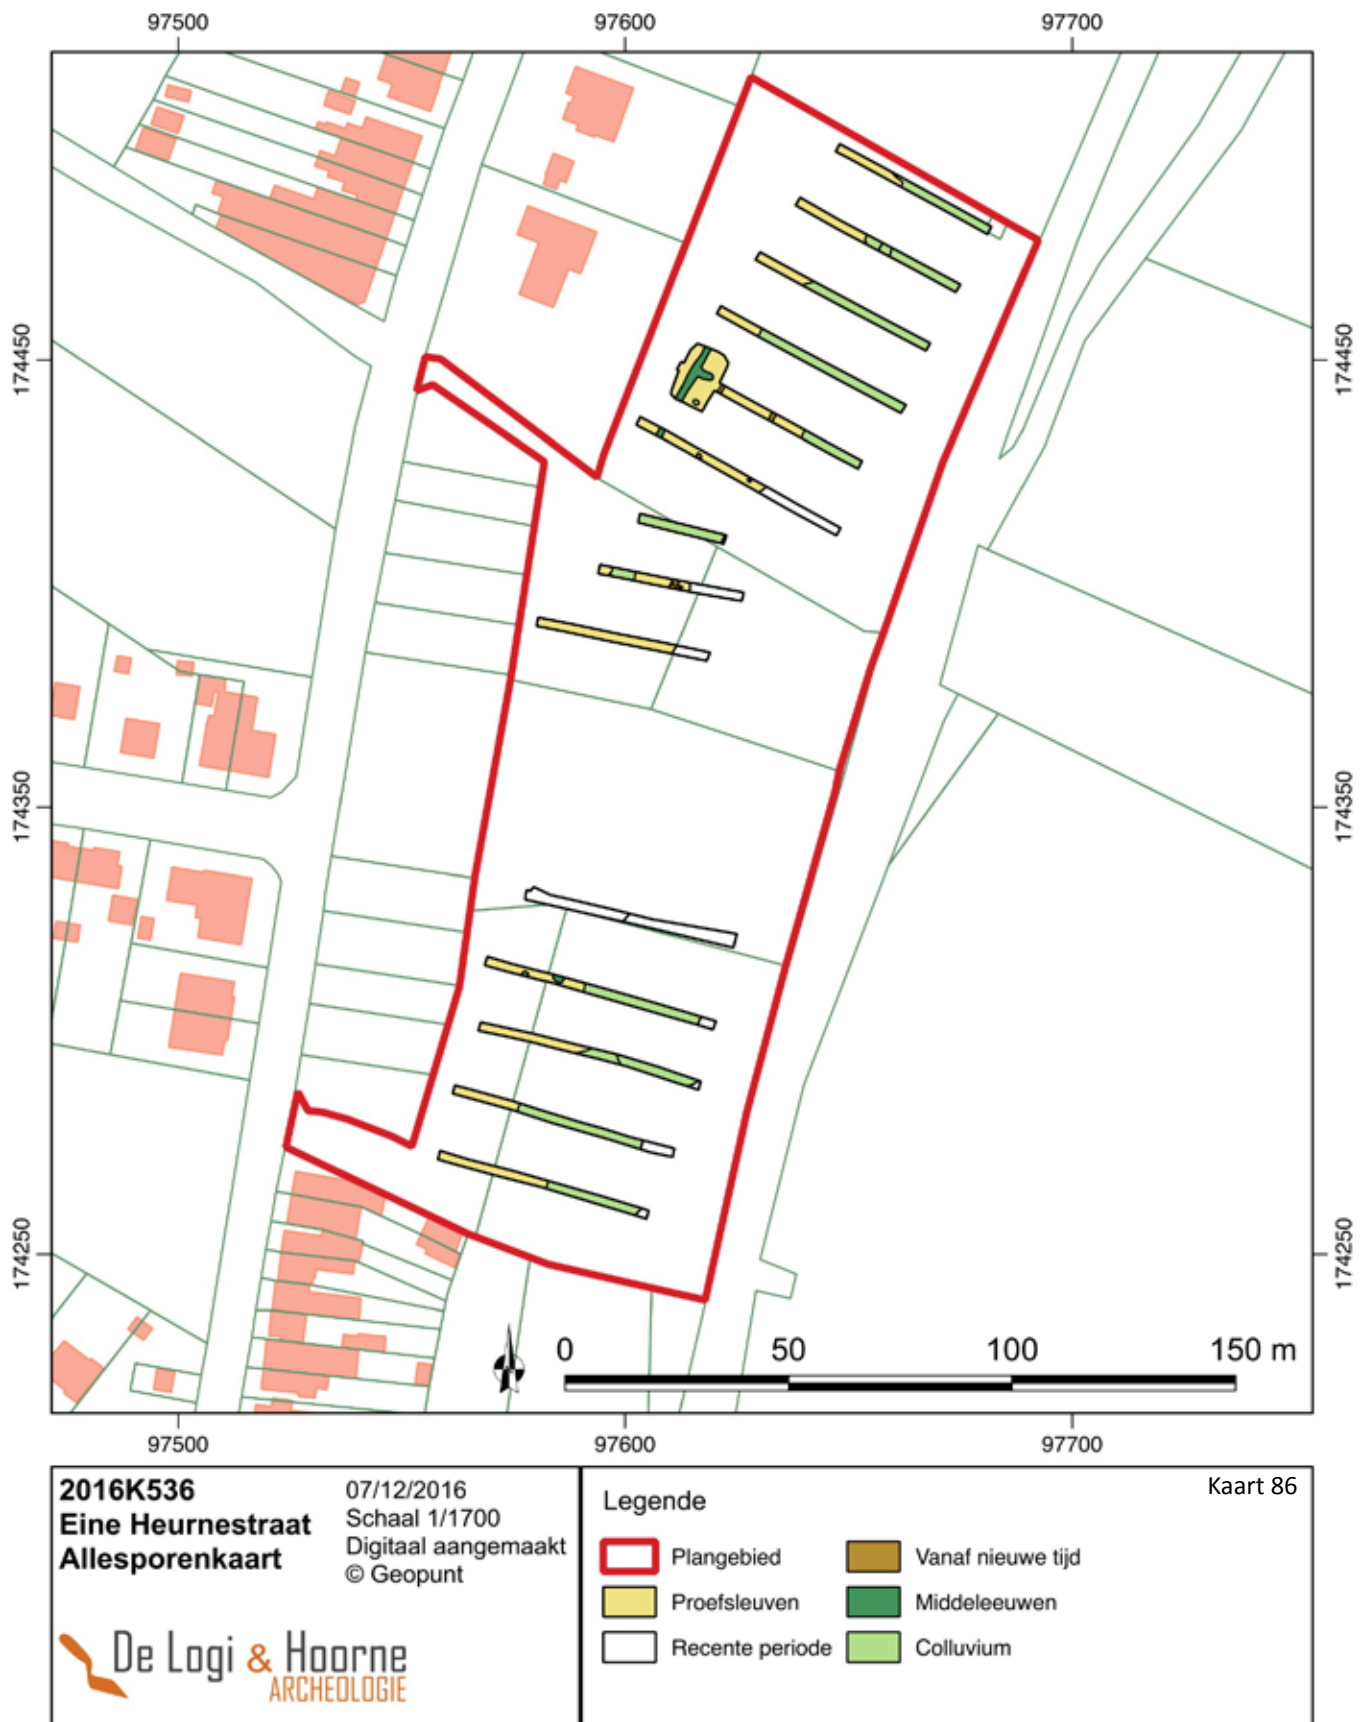 97500 97600 97700
174450 174450
174350 174350
174250 174250
0 50 100 150 m
97500 97600 97700
2016K536
Eine Heurnestraat
Allesporenkaart
07/12/2016
Schaal 1/1700
Digitaal aangemaakt
© Geopunt
De Logi & Hoorne
ARCHEOLOGIE
Kaart 86
Legende
Plangebied
Proefsleuven
Recente periode
Vanaf nieuwe tijd
Middeleeuwen
Colluvium